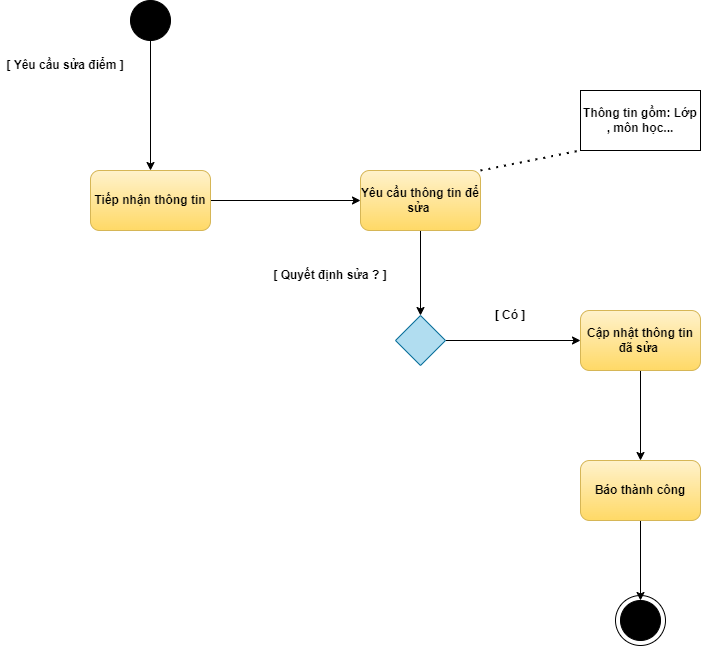 [ Yêu cầu sửa điểm ]
Thông tin gồm: Lớp
, môn học...
Tiếp nhận thông tin
Yêu cầu thông tin để
sửa
[ Quyết định sửa ? ]
[ Có ]
Cập nhật thông tin
đã sửa
Báo thành công